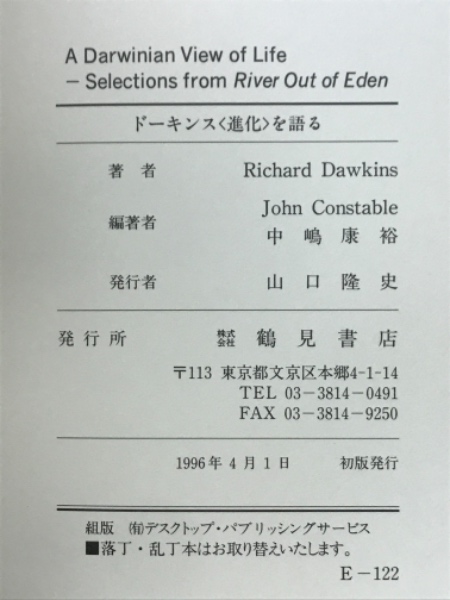 A Darwinian View of Life
– Selections from River Out of Eden
ドーキンス〈進化〉を語る
著者 Richard Dawkins
編著者 John Constable
中嶋康裕
発行者 山口隆史
発行所 株式会社 鶴見書店
〒113 東京都文京区本郷4-1-14
TEL 03-3814-0491
FAX 03-3814-9250
1996年4月1日 初版発行
組版 ㈲デスクトップ・パブリッシングサービス
■落丁・乱丁本はお取り替えいたします。
E-122